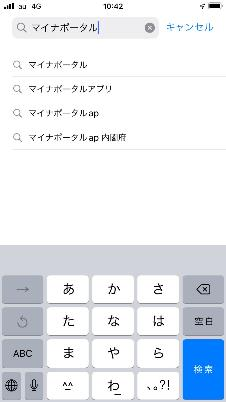 au 4G 10:42
マイナポータル キャンセル
マイナポータル
マイナポータルアプリ
マイナポータルap
マイナポータルap 内閣府
→ あ か さ
た な は 空白
ABC ま や ら 検索
^^ わ_ 、。?!